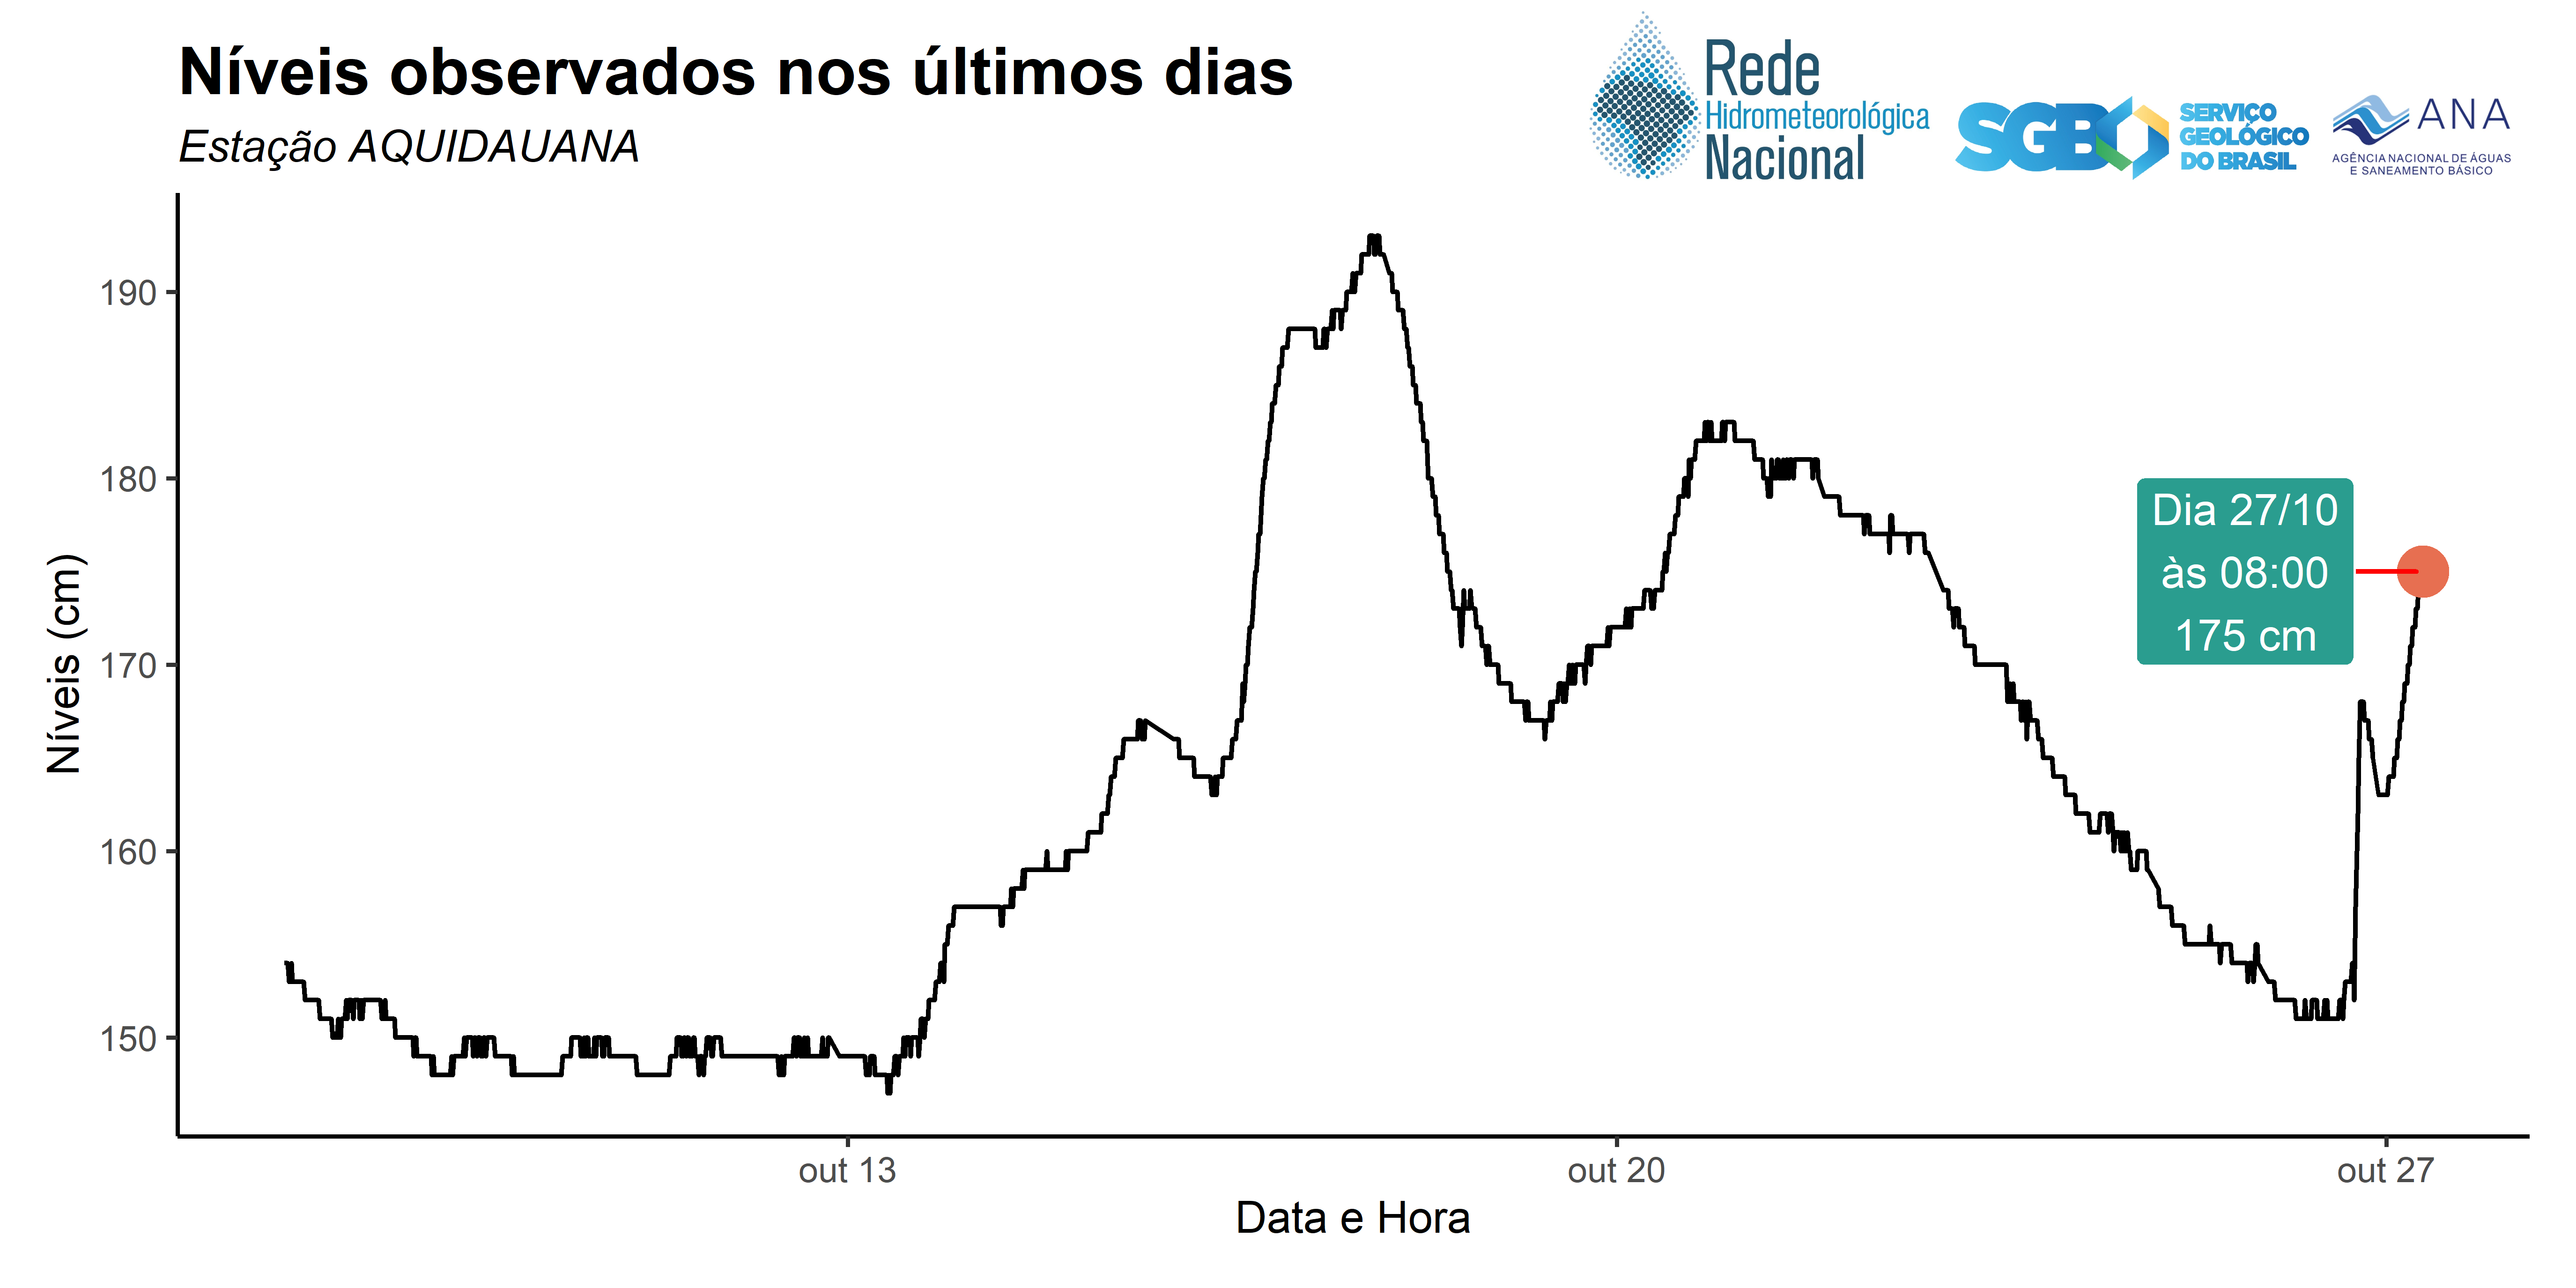 Níveis observados nos últimos dias
Estação AQUIDAUANA
Rede
Hidrometeorológica
Nacional
SGB
SERVIÇO
GEOLÓGICO
DO BRASIL
ANA
AGÊNCIA NACIONAL DE ÁGUAS
E SANEAMENTO BÁSICO
Níveis (cm)
190
180
170
160
150
Dia 27/10
às 08:00
175 cm
out 13
out 20
out 27
Data e Hora